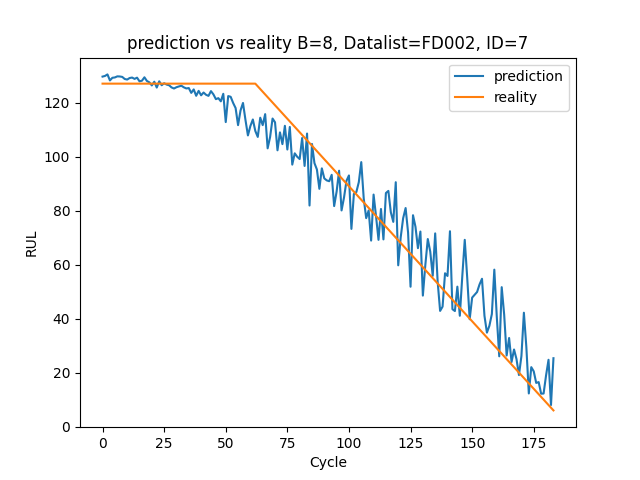 prediction vs reality B=8, Datalist=FD002, ID=7
prediction
reality
RUL
120
100
80
60
40
20
0
0 25 50 75 100 125 150 175
Cycle